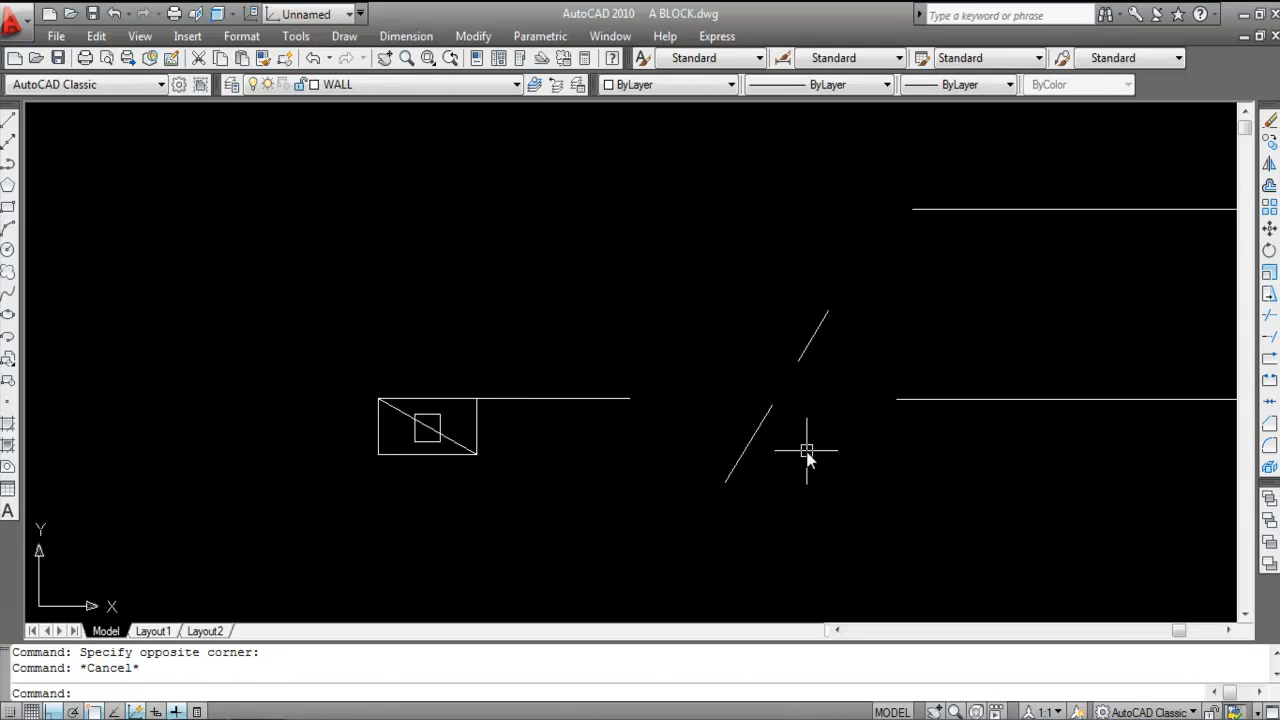 Unnamed AutoCAD 2010 A BLOCK.dwg Type a keyword or phrase
File Edit View Insert Format Tools Draw Dimension Modify Parametric Window Help Express
Standard Standard Standard Standard
AutoCAD Classic WALL ByLayer ByLayer ByLayer ByColor
A
Y
X
Model Layout1 Layout2
Command: Specify opposite corner:
Command: *Cancel*
Command:
MODEL 1:1 AutoCAD Classic